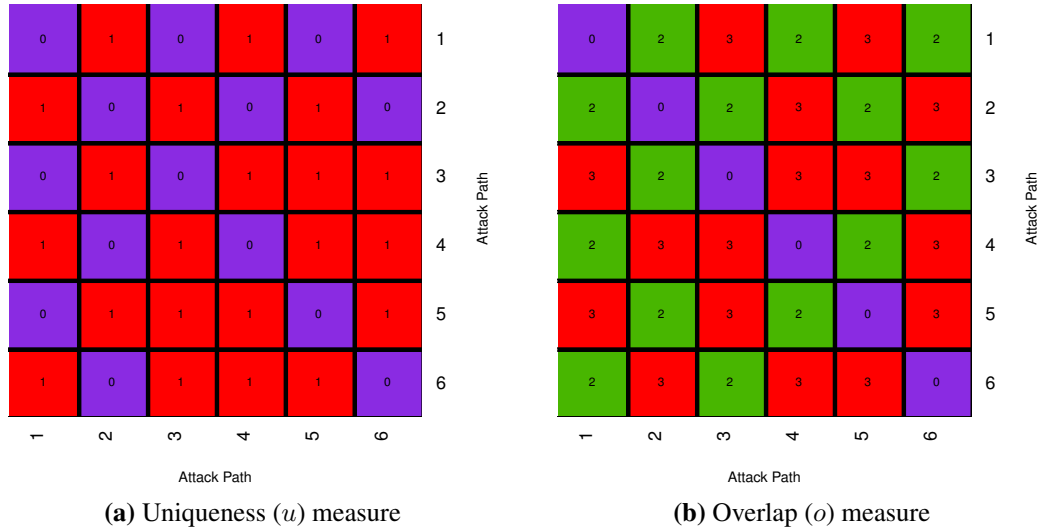 0 1 0 1 0 1 1
1 0 1 0 1 0 2
0 1 0 1 1 1 3
1 0 1 0 1 1 4
0 1 1 1 0 1 5
1 0 1 1 1 0 6
1 2 3 4 5 6
Attack Path
Attack Path
(a) Uniqueness (u) measure
0 2 3 2 3 2 1
2 0 2 3 2 3 2
3 2 0 3 3 2 3
2 3 3 0 2 3 4
3 2 3 2 0 3 5
2 3 2 3 3 0 6
1 2 3 4 5 6
Attack Path
Attack Path
(b) Overlap (o) measure